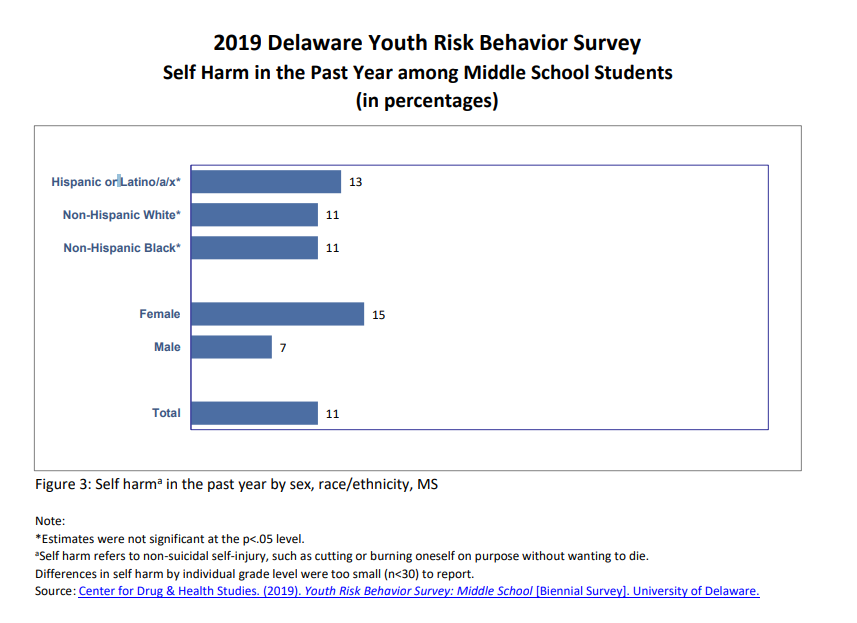 2019 Delaware Youth Risk Behavior Survey
Self Harm in the Past Year among Middle School Students
(in percentages)
Hispanic or Latino/a/x* 13
Non-Hispanic White* 11
Non-Hispanic Black* 11
Female 15
Male 7
Total 11
Figure 3: Self harmᵃ in the past year by sex, race/ethnicity, MS
Note:
*Estimates were not significant at the p<.05 level.
ᵃSelf harm refers to non-suicidal self-injury, such as cutting or burning oneself on purpose without wanting to die.
Differences in self harm by individual grade level were too small (n<30) to report.
Source: Center for Drug & Health Studies. (2019). Youth Risk Behavior Survey: Middle School [Biennial Survey]. University of Delaware.